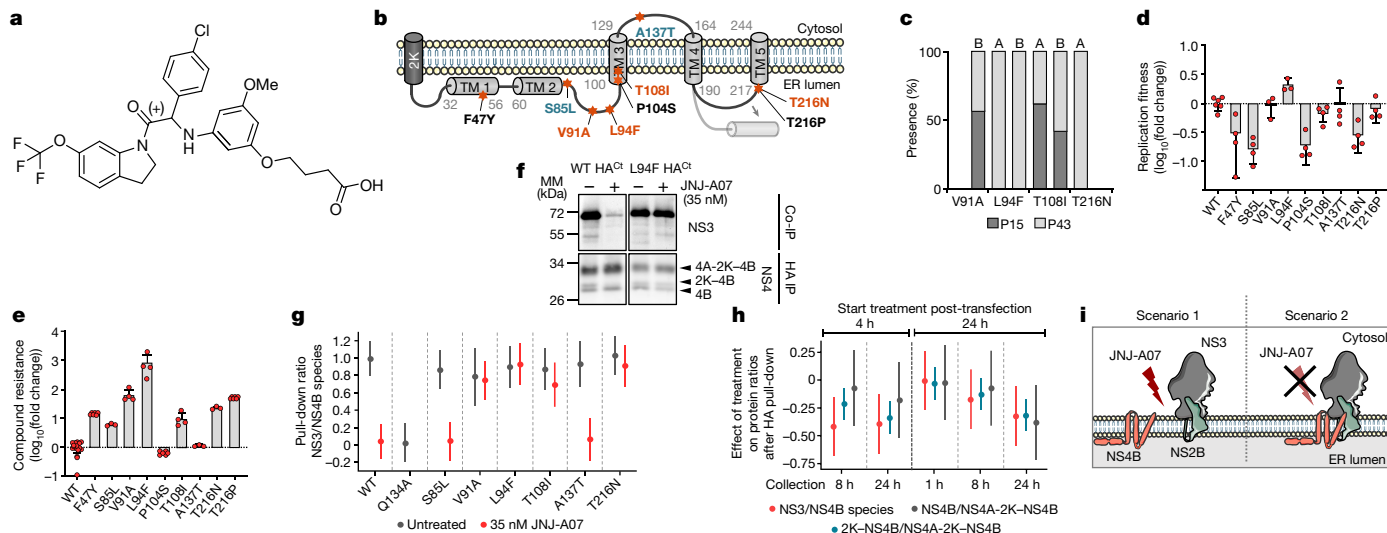 a
Cl
O
(+)
OMe
N
N
H
O
O
F
F
F
O
O
OH
b
129
164
244
Cytosol
A137T
2K
TM 1
TM 2
TM 3
TM 4
TM 5
ER lumen
32
56
60
100
190
217
F47Y
S85L
V91A
L94F
T108I
P104S
T216N
T216P
c
Presence (%)
100
50
0
B
A
B
A
B
A
V91A
L94F
T108I
T216N
P15
P43
d
Replication fitness
(log10(fold change))
1.0
0.5
0.0
-0.5
-1.0
WT
F47Y
S85L
V91A
L94F
P104S
T108I
A137T
T216N
T216P
e
Compound resistance
(log10(fold change))
4
3
2
1
0
−1
WT
F47Y
S85L
V91A
L94F
P104S
T108I
A137T
T216N
T216P
f
WT HACt
L94F HACt
MM
(kDa)
−
+
−
+
JNJ-A07
(35 nM)
72
55
NS3
Co-IP
34
26
4A-2K–4B
2K–4B
4B
NS4
HA IP
g
Pull-down ratio
NS3/NS4B species
1.2
1.0
0.8
0.6
0.4
0.2
0
−0.2
WT
Q134A
S85L
V91A
L94F
T108I
A137T
T216N
Untreated
35 nM JNJ-A07
h
Start treatment post-transfection
4 h
24 h
Effect of treatment
on protein ratios
after HA pull-down
0.25
0
−0.25
−0.50
−0.75
Collection
8 h
24 h
1 h
8 h
24 h
NS3/NS4B species
NS4B/NS4A-2K–NS4B
2K–NS4B/NS4A-2K–NS4B
i
Scenario 1
Scenario 2
NS3
Cytosol
JNJ-A07
JNJ-A07
NS4B
NS2B
ER lumen